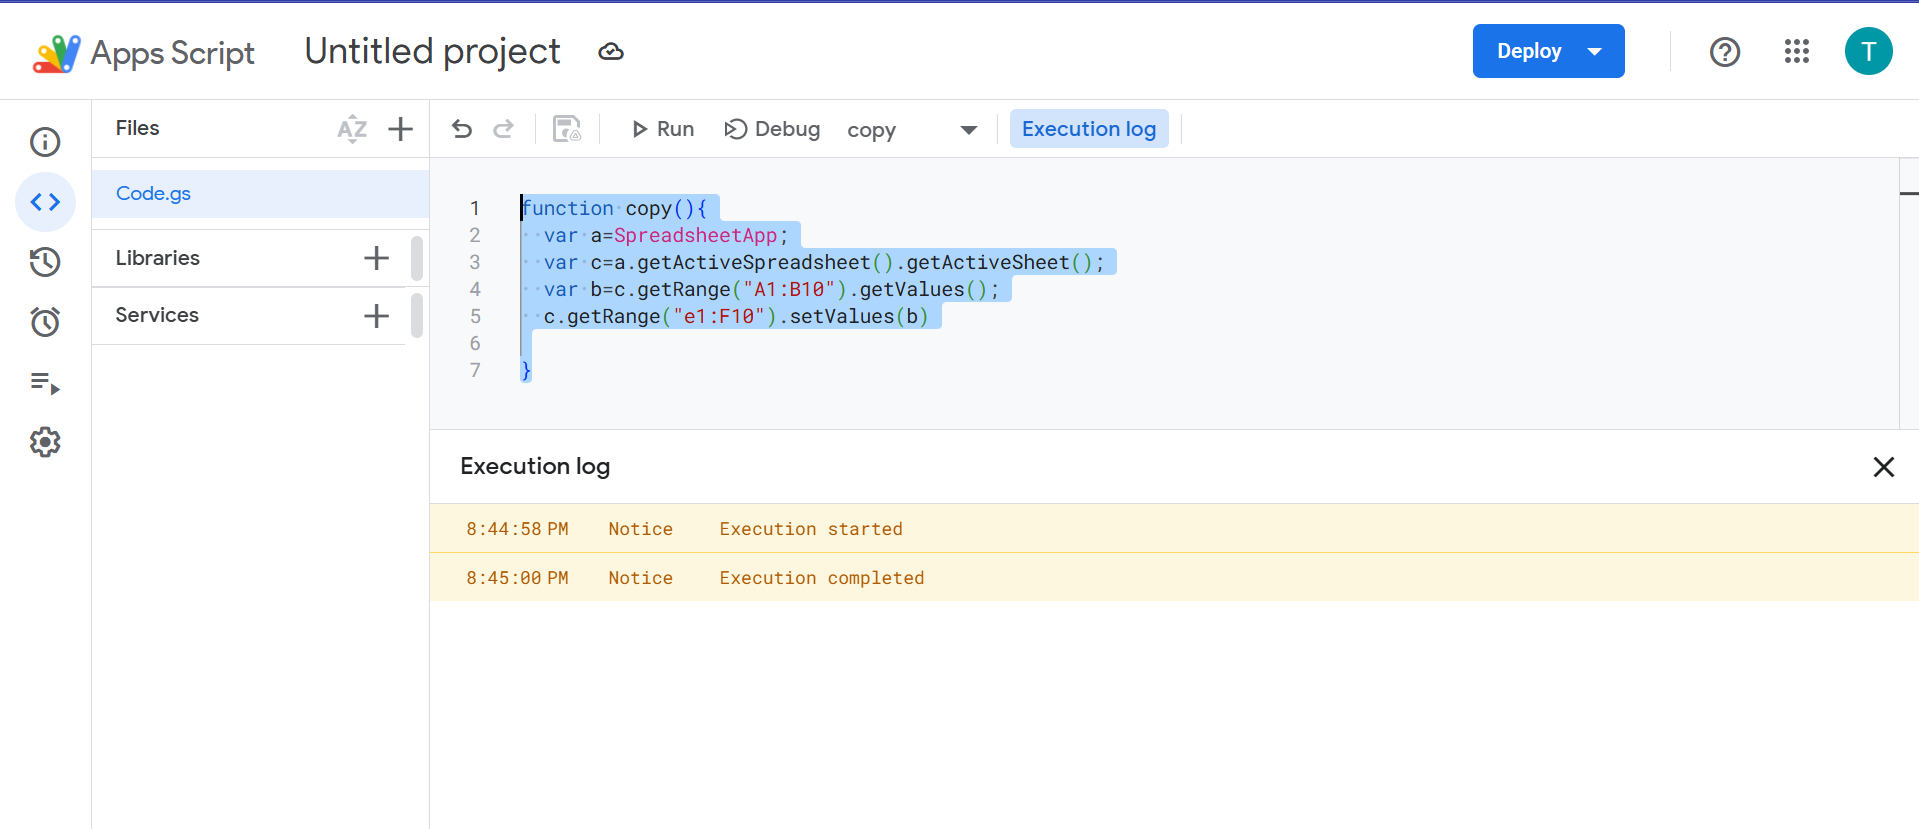 Apps Script
Untitled project
Deploy
T
Files
AZ
Run
Debug
copy
Execution log
Code.gs
Libraries
Services
1 function copy(){
2   var a=SpreadsheetApp;
3   var c=a.getActiveSpreadsheet().getActiveSheet();
4   var b=c.getRange("A1:B10").getValues();
5   c.getRange("e1:F10").setValues(b)
6
7 }
Execution log
8:44:58 PM Notice Execution started
8:45:00 PM Notice Execution completed